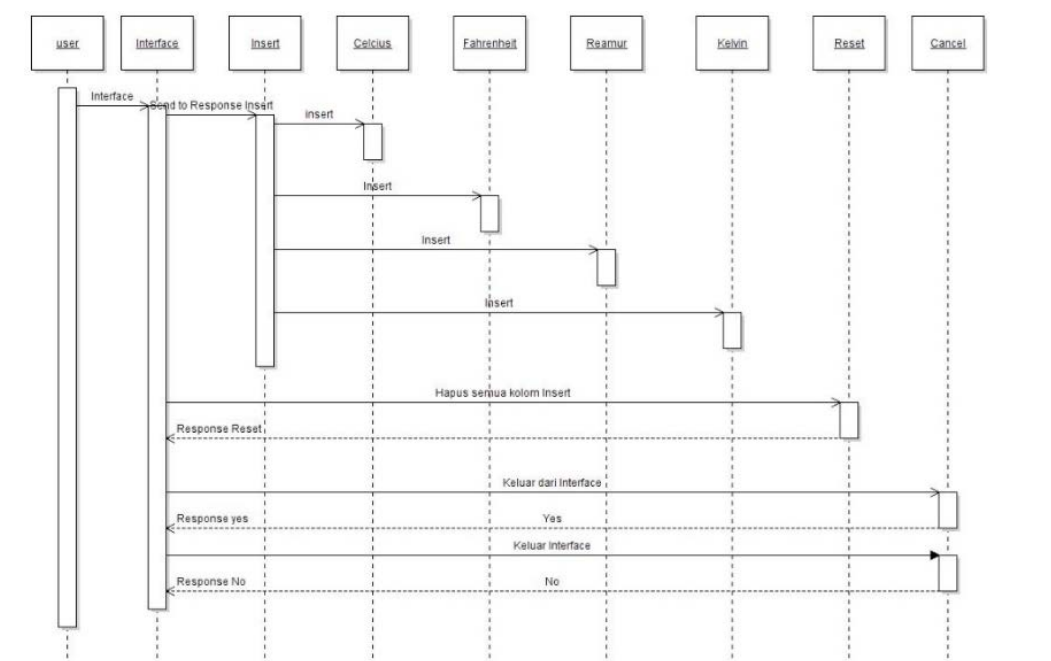 user
Interface
Insert
Celcius
Fahrenheit
Reamur
Kelvin
Reset
Cancel
Interface
Send to Response Insert
insert
Insert
Insert
Insert
Hapus semua kolom Insert
Response Reset
Keluar dari Interface
Response yes
Yes
Keluar Interface
Response No
No